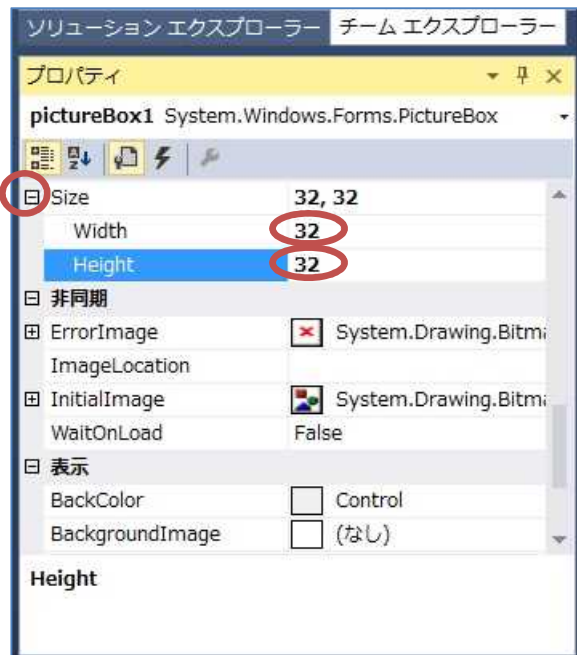 ソリューション エクスプローラー チーム エクスプローラー
プロパティ
pictureBox1 System.Windows.Forms.PictureBox
Size 32, 32
Width 32
Height 32
非同期
ErrorImage System.Drawing.Bitma
ImageLocation
InitialImage System.Drawing.Bitma
WaitOnLoad False
表示
BackColor Control
BackgroundImage (なし)
Height